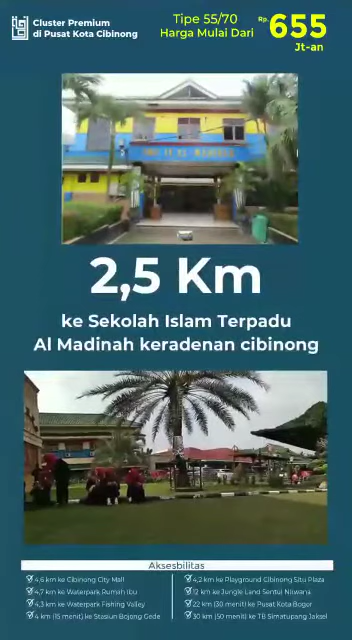 Cluster Premium
di Pusat Kota Cibinong
Tipe 55/70
Harga Mulai Dari
Rp. 655
Jt-an
2,5 Km
ke Sekolah Islam Terpadu
Al Madinah keradenan cibinong
Aksesbilitas
4,6 km ke Cibinong City Mall
4,7 km ke Waterpark Rumah Ibu
4,3 km ke Waterpark Fishing Valley
4 km (15 menit) ke Stasiun Bojong Gede
4,2 km ke Playground Cibinong Situ Plaza
12 km ke Jungle Land Sentul Nirwana
22 km (30 menit) ke Pusat Kota Bogor
30 km (50 menit) ke TB Simatupang Jaksel